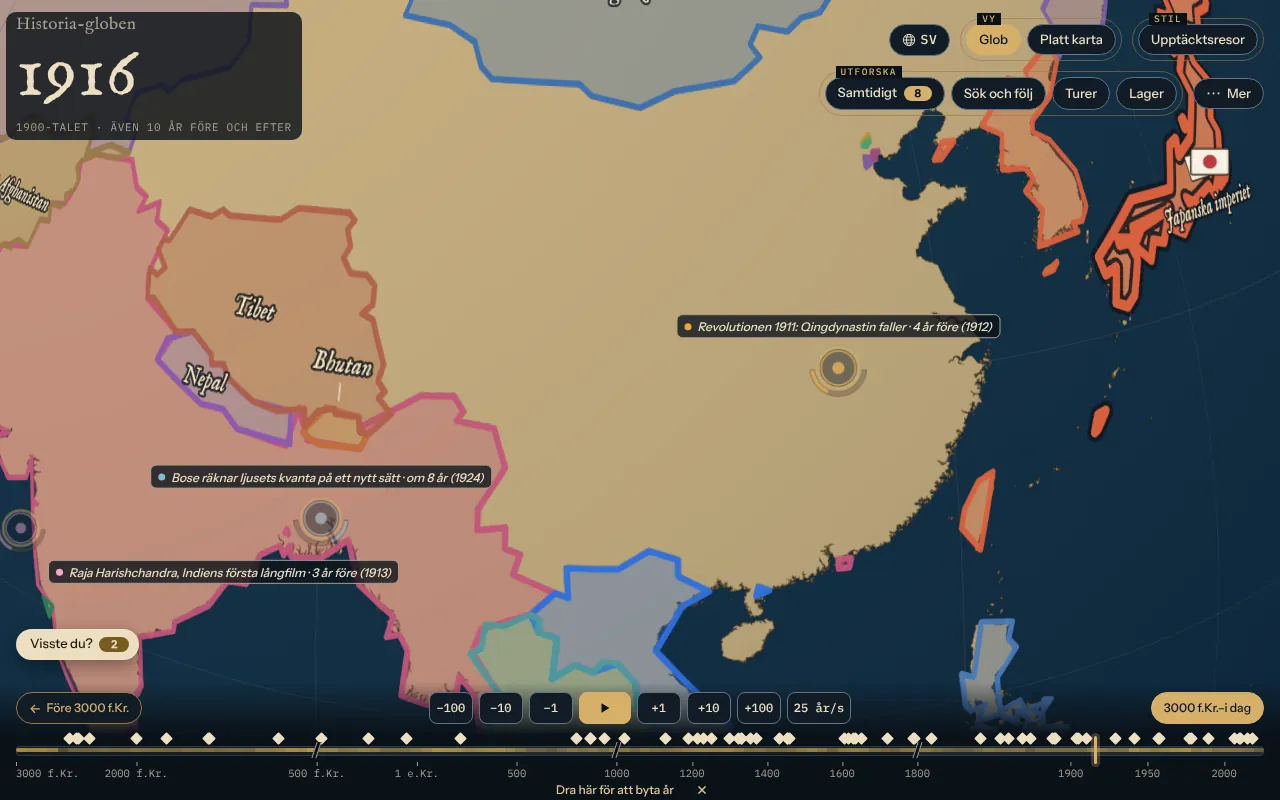 Historia-globen
1916
1900-TALET · ÄVEN 10 ÅR FÖRE OCH EFTER
SV
VY
Glob
Platt karta
STIL
Upptäcktsresor
UTFORSKA
Samtidigt 8
Sök och följ
Turer
Lager
··· Mer
Afghanistan
Japanska imperiet
Tibet
Bhutan
Nepal
Revolutionen 1911: Qingdynastin faller · 4 år före (1912)
Bose räknar ljusets kvanta på ett nytt sätt · om 8 år (1924)
Raja Harishchandra, Indiens första långfilm · 3 år före (1913)
Visste du? 2
← Före 3000 f.Kr.
−100
−10
−1
+1
+10
+100
25 år/s
3000 f.Kr.–i dag
3000 f.Kr.
2000 f.Kr.
500 f.Kr.
1 e.Kr.
500
1000
1200
1400
1600
1800
1900
1950
2000
Dra här för att byta år ✕